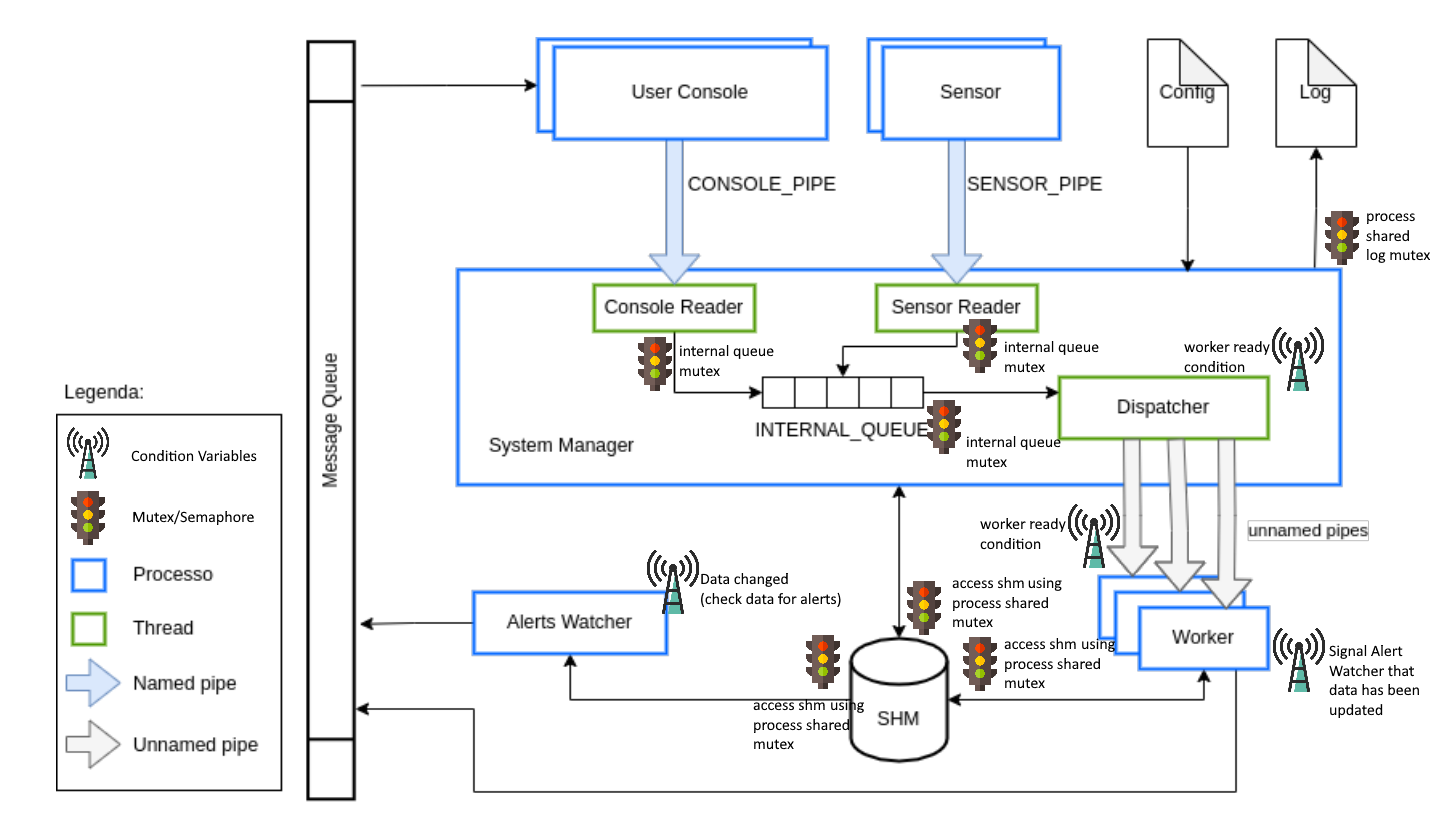 User Console
Sensor
Config
Log
CONSOLE_PIPE
SENSOR_PIPE
process
shared
log mutex
Console Reader
Sensor Reader
internal queue
mutex
internal queue
mutex
worker ready
condition
Dispatcher
INTERNAL_QUEUE
internal queue
mutex
System Manager
Message Queue
Legenda:
Condition Variables
Mutex/Semaphore
Processo
Thread
Named pipe
Unnamed pipe
worker ready
condition
unnamed pipes
Data changed
(check data for alerts)
Alerts Watcher
access shm using
process shared
mutex
access shm using
process shared
mutex
Worker
Signal Alert
Watcher that
data has been
updated
access shm using
process shared
mutex
SHM